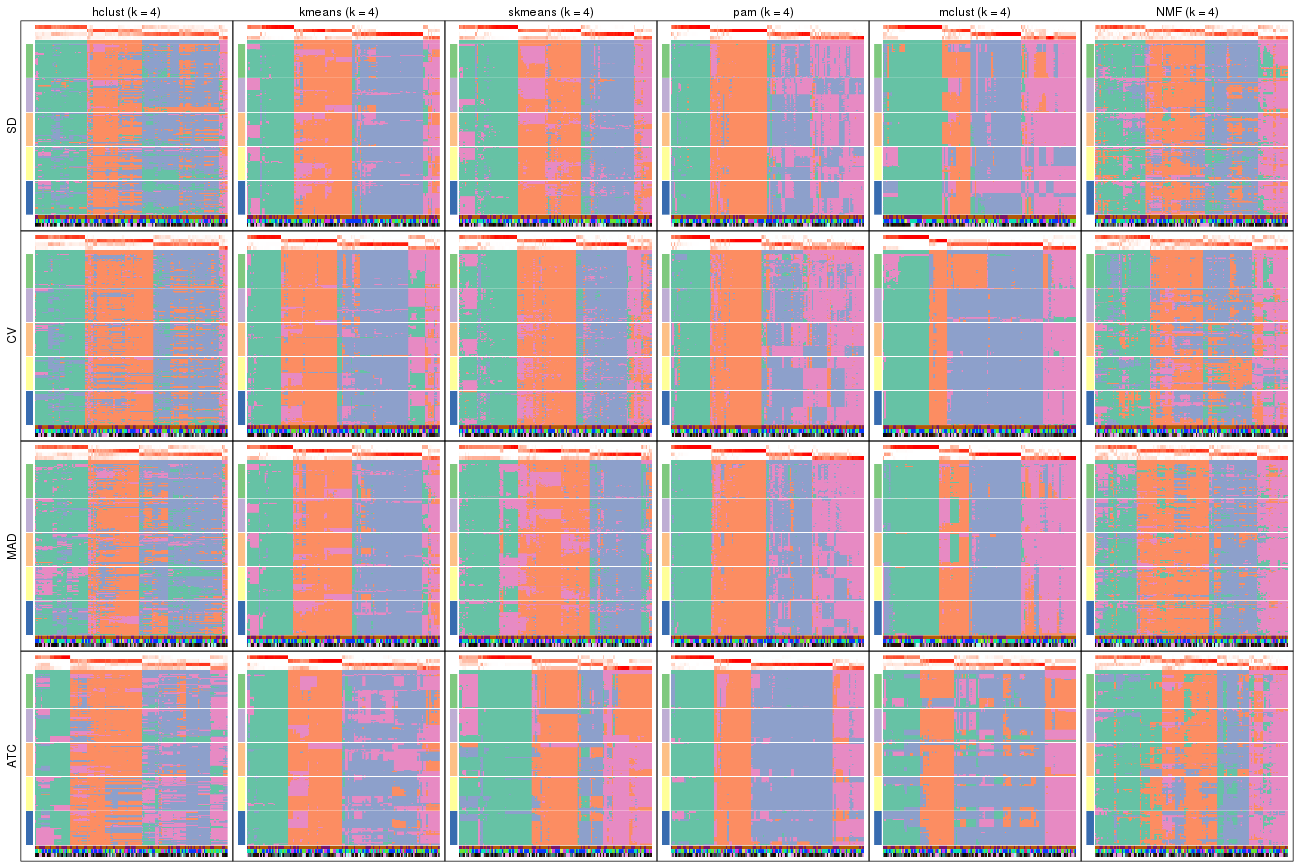 hclust (k = 4) kmeans (k = 4) skmeans (k = 4) pam (k = 4) mclust (k = 4) NMF (k = 4)
SD
CV
MAD
ATC